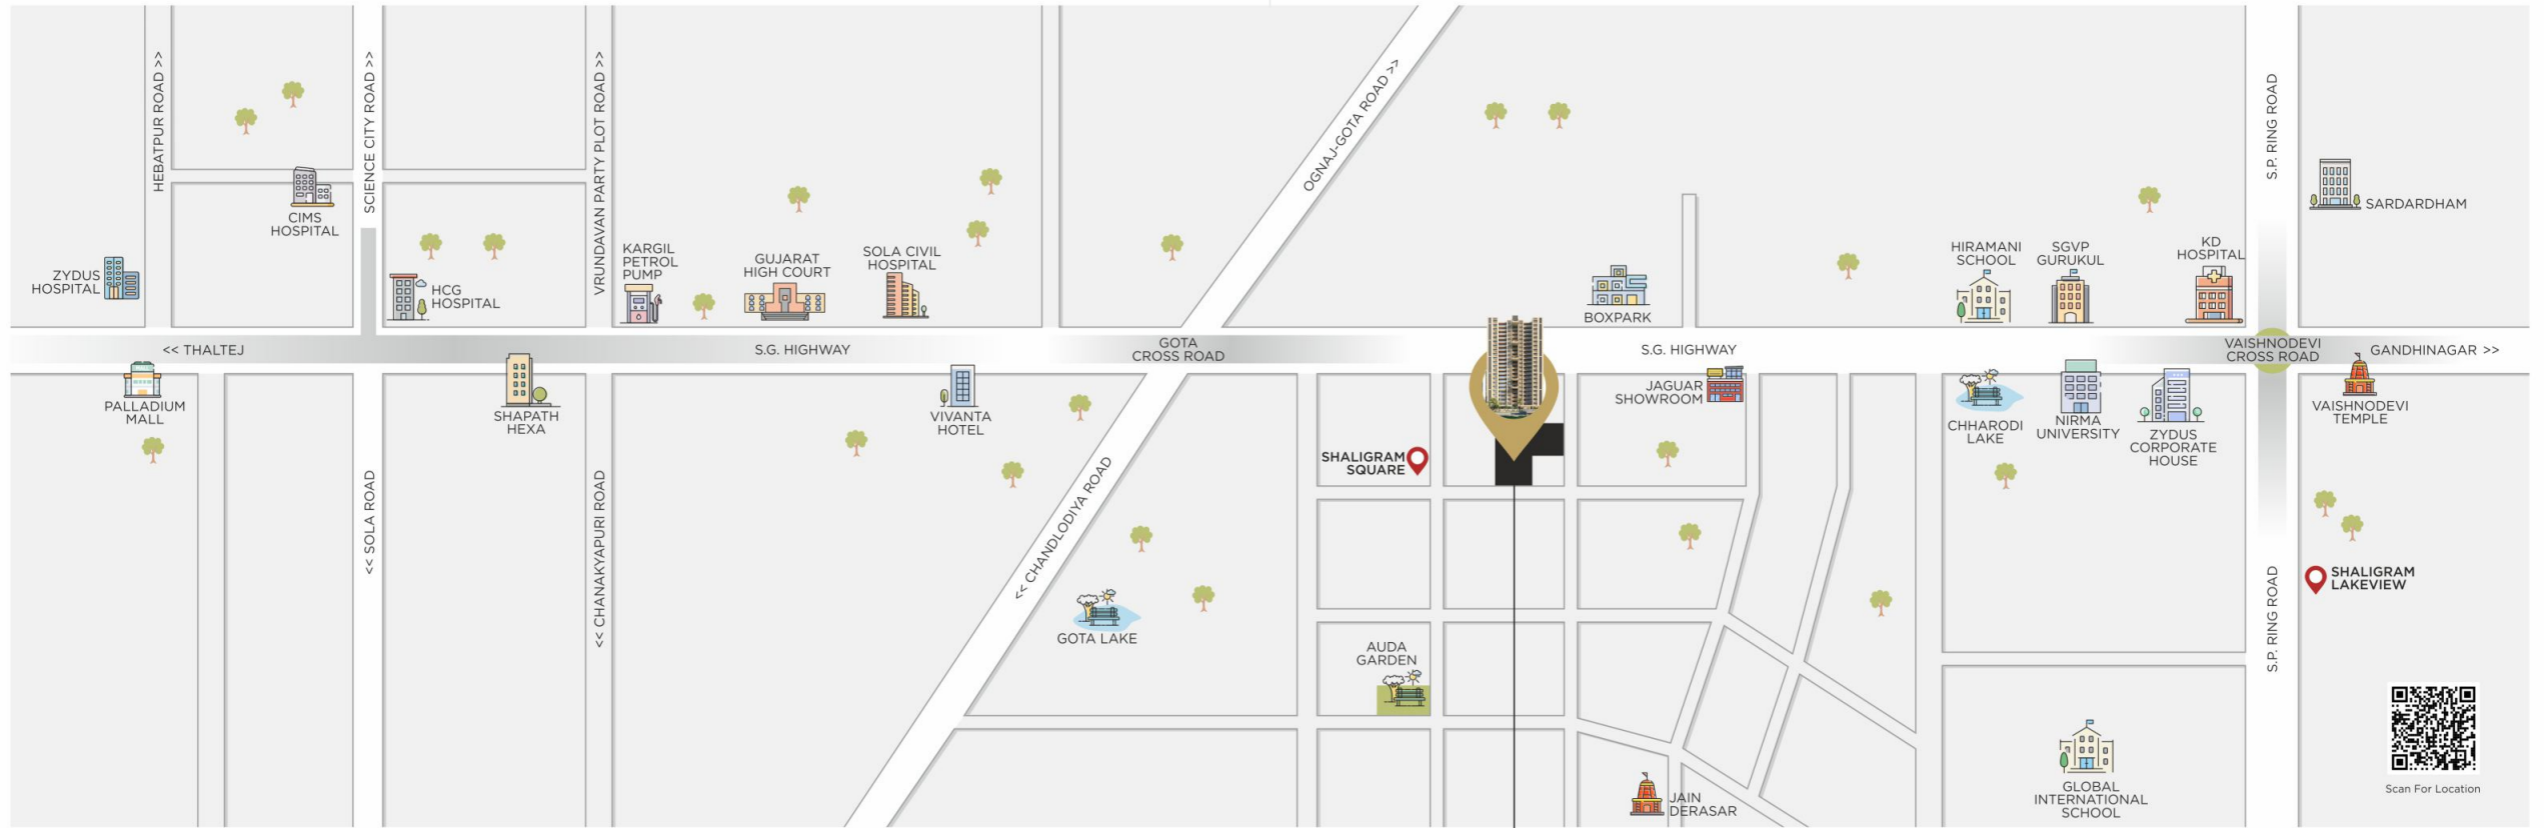 HEBATPUR ROAD >>
SCIENCE CITY ROAD >>
VRUNDAVAN PARTY PLOT ROAD >>
OGNAJ-GOTA ROAD >>
S.P. RING ROAD
CIMS
HOSPITAL
ZYDUS
HOSPITAL
HCG
HOSPITAL
KARGIL
PETROL
PUMP
GUJARAT
HIGH COURT
SOLA CIVIL
HOSPITAL
BOXPARK
HIRAMANI
SCHOOL
SGVP
GURUKUL
KD
HOSPITAL
SARDARDHAM
<< THALTEJ
S.G. HIGHWAY
GOTA
CROSS ROAD
S.G. HIGHWAY
VAISHNODEVI
CROSS ROAD
GANDHINAGAR >>
PALLADIUM
MALL
SHAPATH
HEXA
VIVANTA
HOTEL
JAGUAR
SHOWROOM
CHHARODI
LAKE
NIRMA
UNIVERSITY
ZYDUS
CORPORATE
HOUSE
VAISHNODEVI
TEMPLE
SHALIGRAM
SQUARE
<< SOLA ROAD
<< CHANAKYAPURI ROAD
<< CHANDLODIYA ROAD
S.P. RING ROAD
SHALIGRAM
LAKEVIEW
GOTA LAKE
AUDA
GARDEN
JAIN
DERASAR
GLOBAL
INTERNATIONAL
SCHOOL
Scan For Location